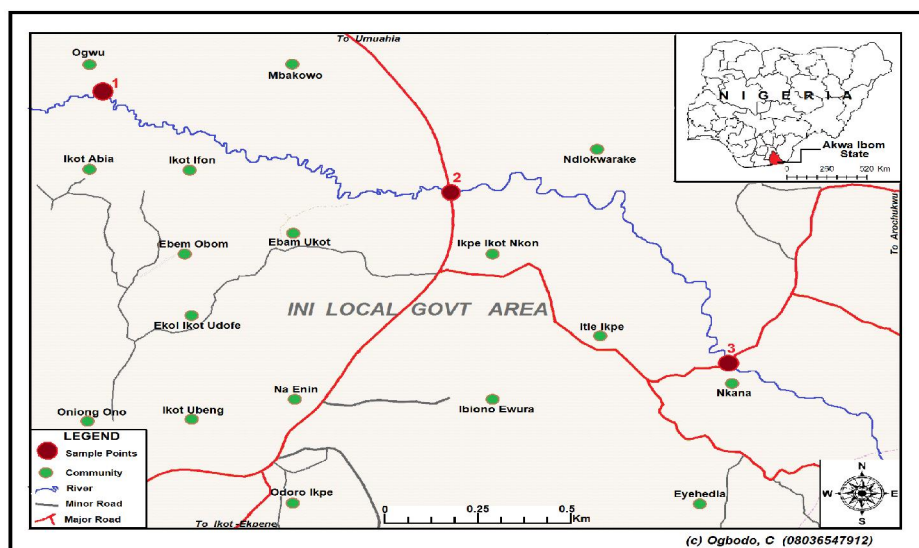 To Umuahia
Ogwu
Mbakowo
1
NIGERIA
Akwa Ibom
State
0 260 520 Km
Ndlokwarake
Ikot Abia
Ikot Ifon
2
To Arochukwu
Ebem Obom
Ebam Ukot
Ikpe Ikot Nkon
INI LOCAL GOVT AREA
Ekoi Ikot Udofe
Itie Ikpe
3
Nkana
Na Enin
Ibiono Ewura
Oniong Ono
Ikot Ubeng
LEGEND
Sample Points
Community
River
Minor Road
Major Road
N
W E
S
Odoro Ikpe
Eyehedia
0 0.25 0.5
Km
To Ikot-Ekpene
(c) Ogbodo, C (08036547912)